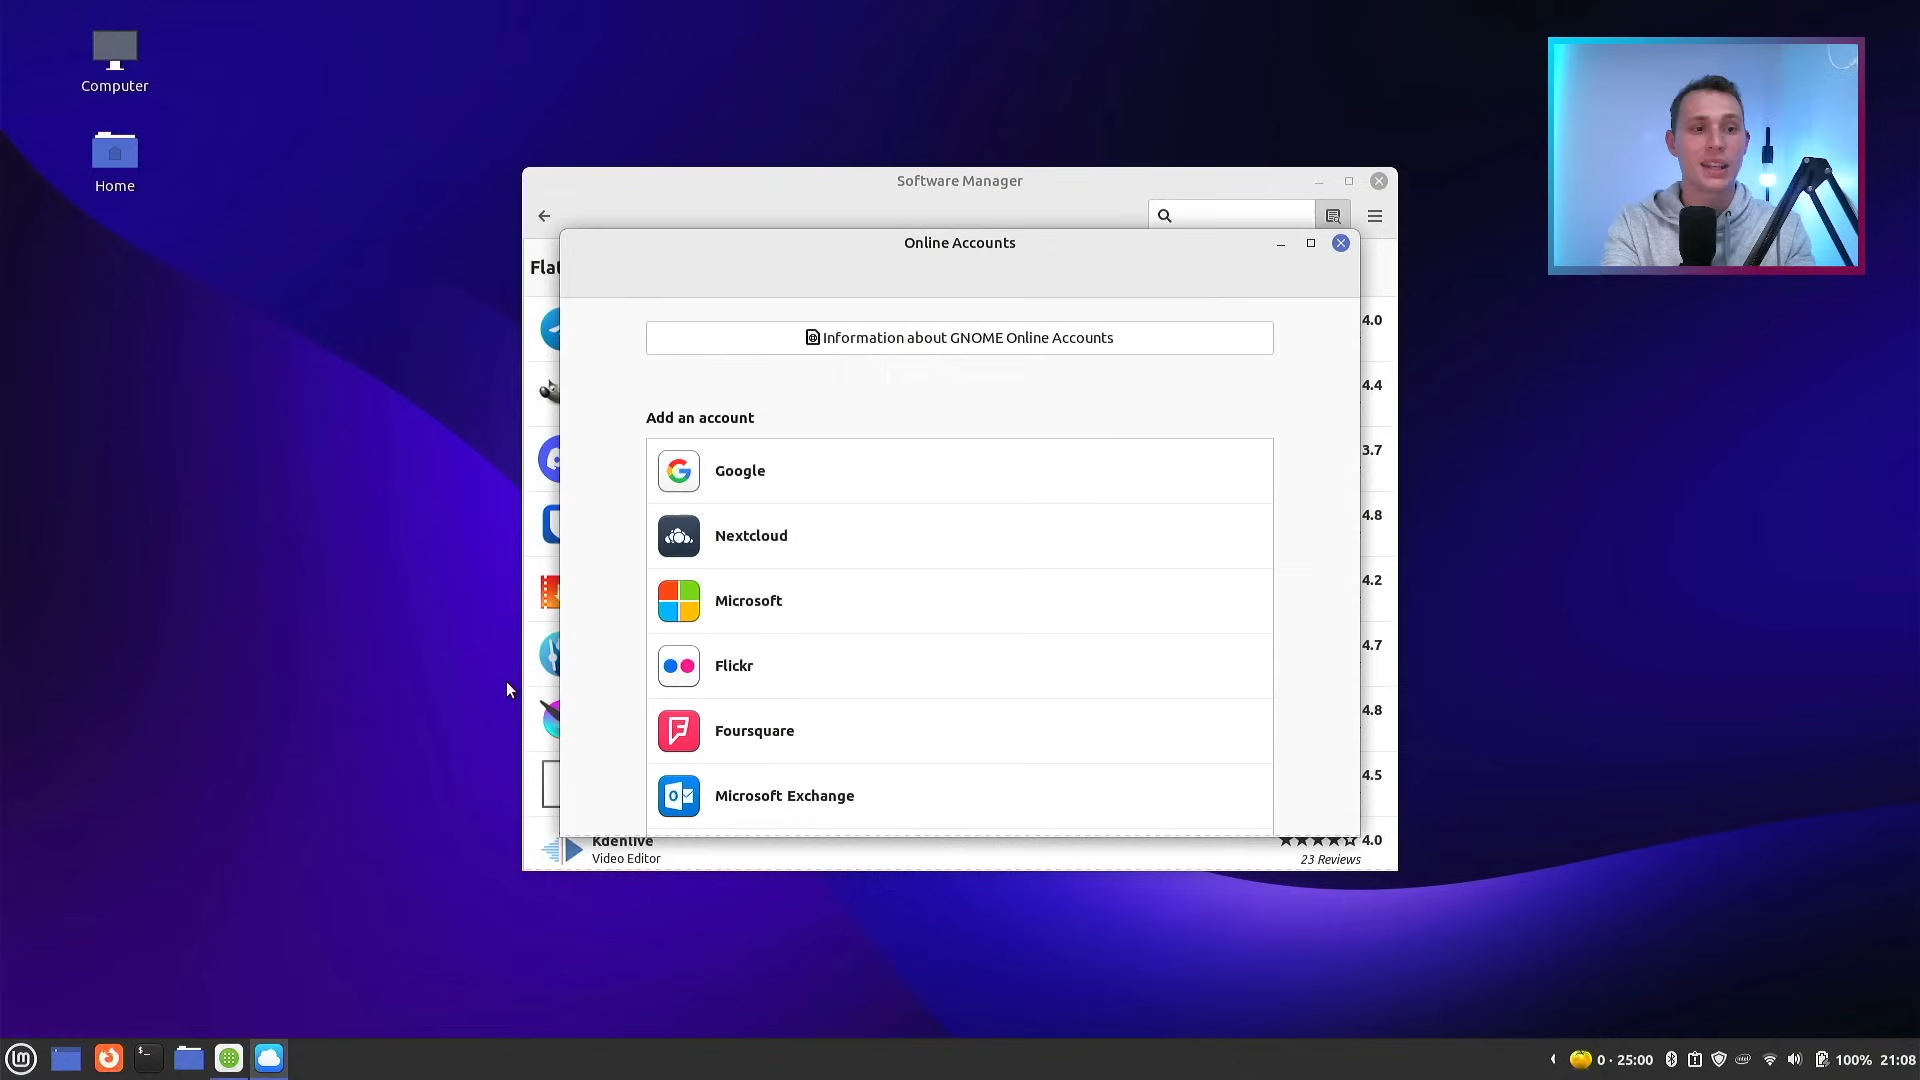 Computer
Home
Software Manager
Flat
Online Accounts
Information about GNOME Online Accounts
Add an account
Google
Nextcloud
Microsoft
Flickr
Foursquare
Microsoft Exchange
4.0
4.4
3.7
4.8
4.2
4.7
4.8
4.5
Kdenlive
Video Editor
4.0
23 Reviews
0 · 25:00
100%
21:08